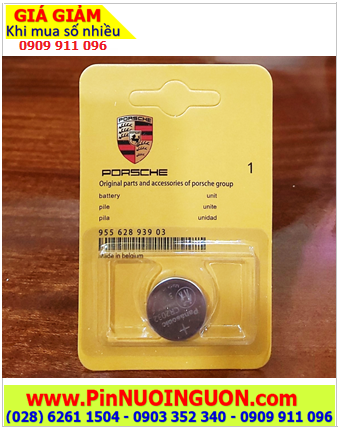 GIÁ GIẢM
Khi mua số nhiều
0909 911 096
PORSCHE
1
Original parts and accessories of porsche group
battery unit
pile unite
pila unidad
955 628 939 03
Made in belgium
Panasonic
CR2032
+
www.PinNUOINGUON.com
(028) 6261 1504 - 0903 352 340 - 0909 911 096